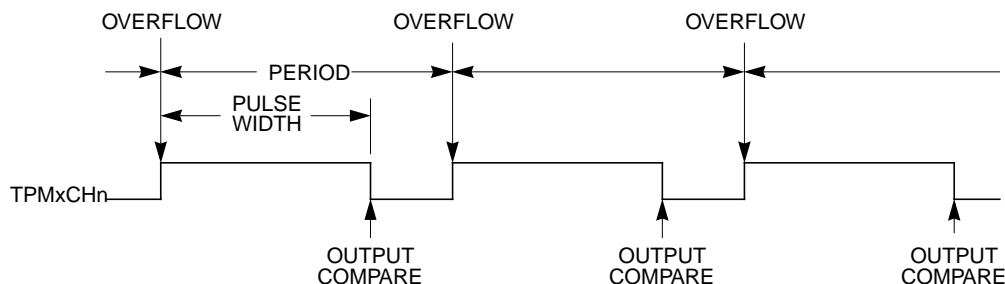 OVERFLOW
OVERFLOW
OVERFLOW
PERIOD
PULSE
WIDTH
TPMxCHn
OUTPUT
COMPARE
OUTPUT
COMPARE
OUTPUT
COMPARE